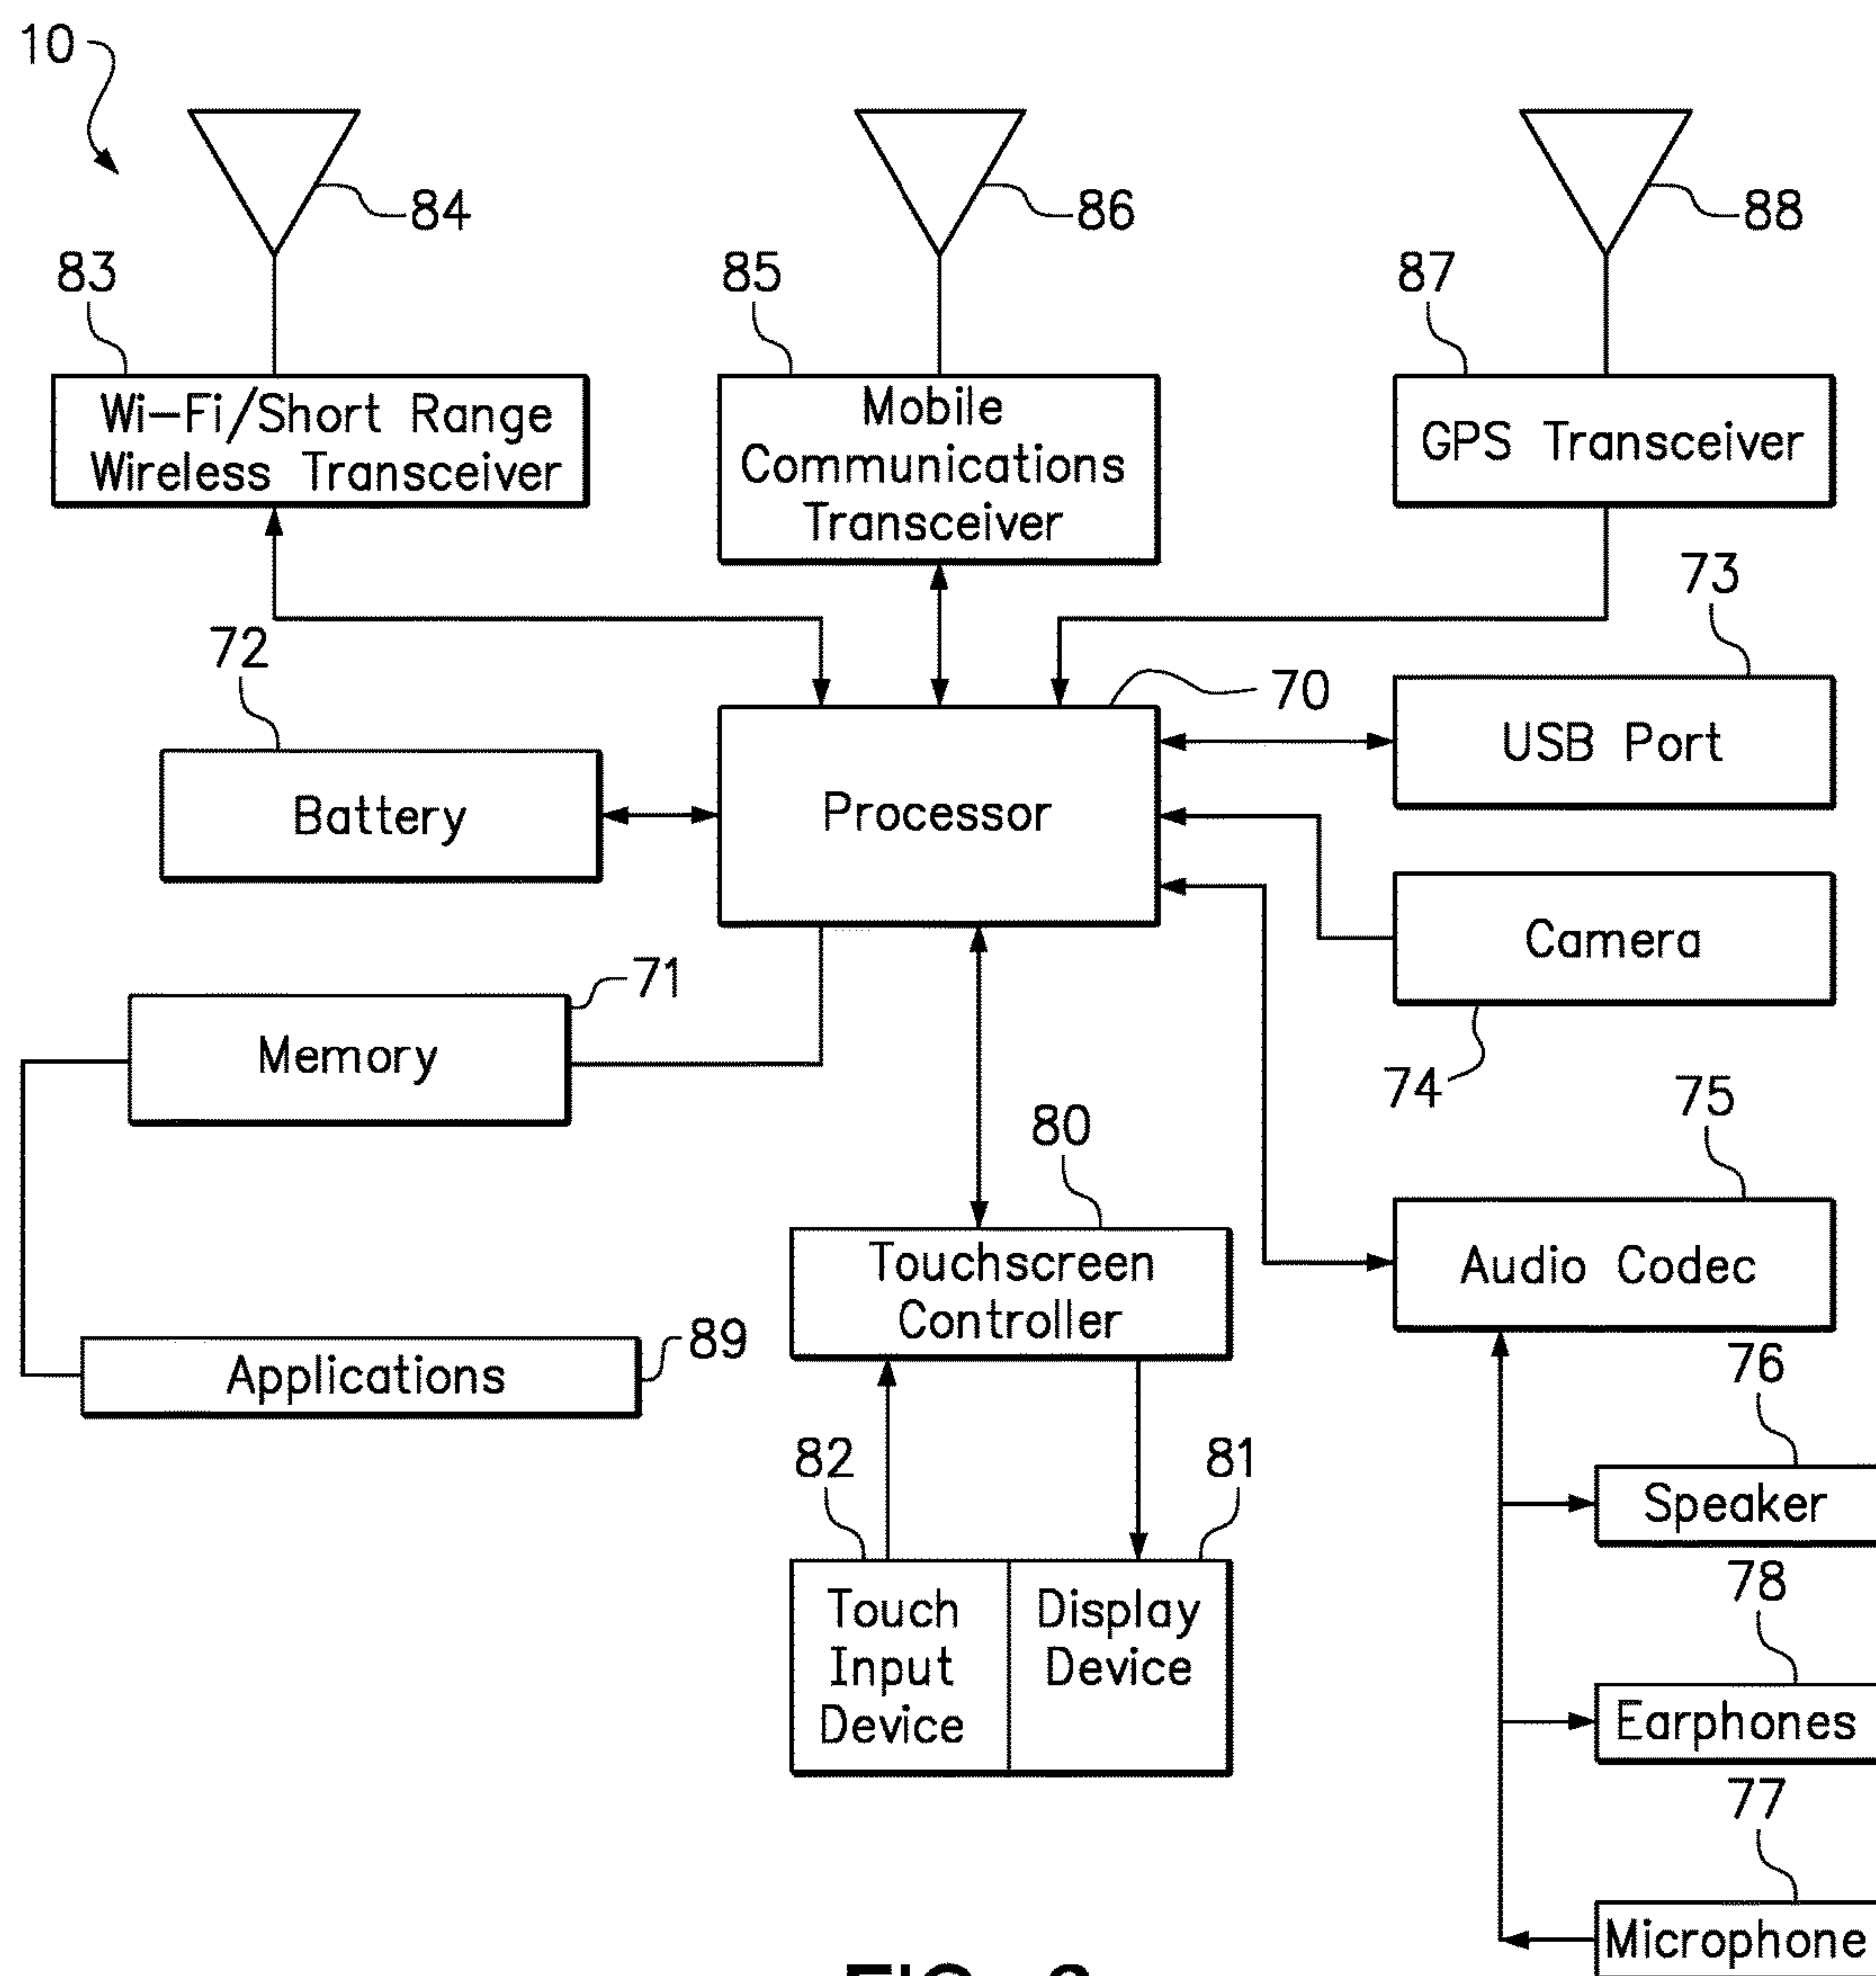 10
84
86
88
83
85
87
Wi-Fi/Short Range
Wireless Transceiver
Mobile
Communications
Transceiver
GPS Transceiver
73
72
70
USB Port
Battery
Processor
Camera
71
Memory
74
75
80
Touchscreen
Controller
Audio Codec
89
Applications
76
82
81
Speaker
78
Touch
Input
Device
Display
Device
Earphones
77
Microphone